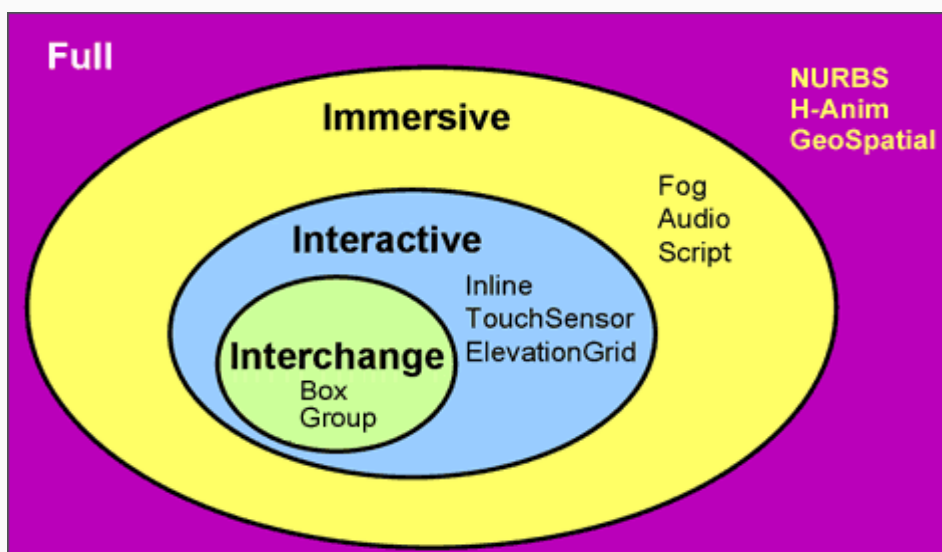 Full
NURBS
H-Anim
GeoSpatial
Immersive
Fog
Audio
Script
Interactive
Inline
TouchSensor
ElevationGrid
Interchange
Box
Group